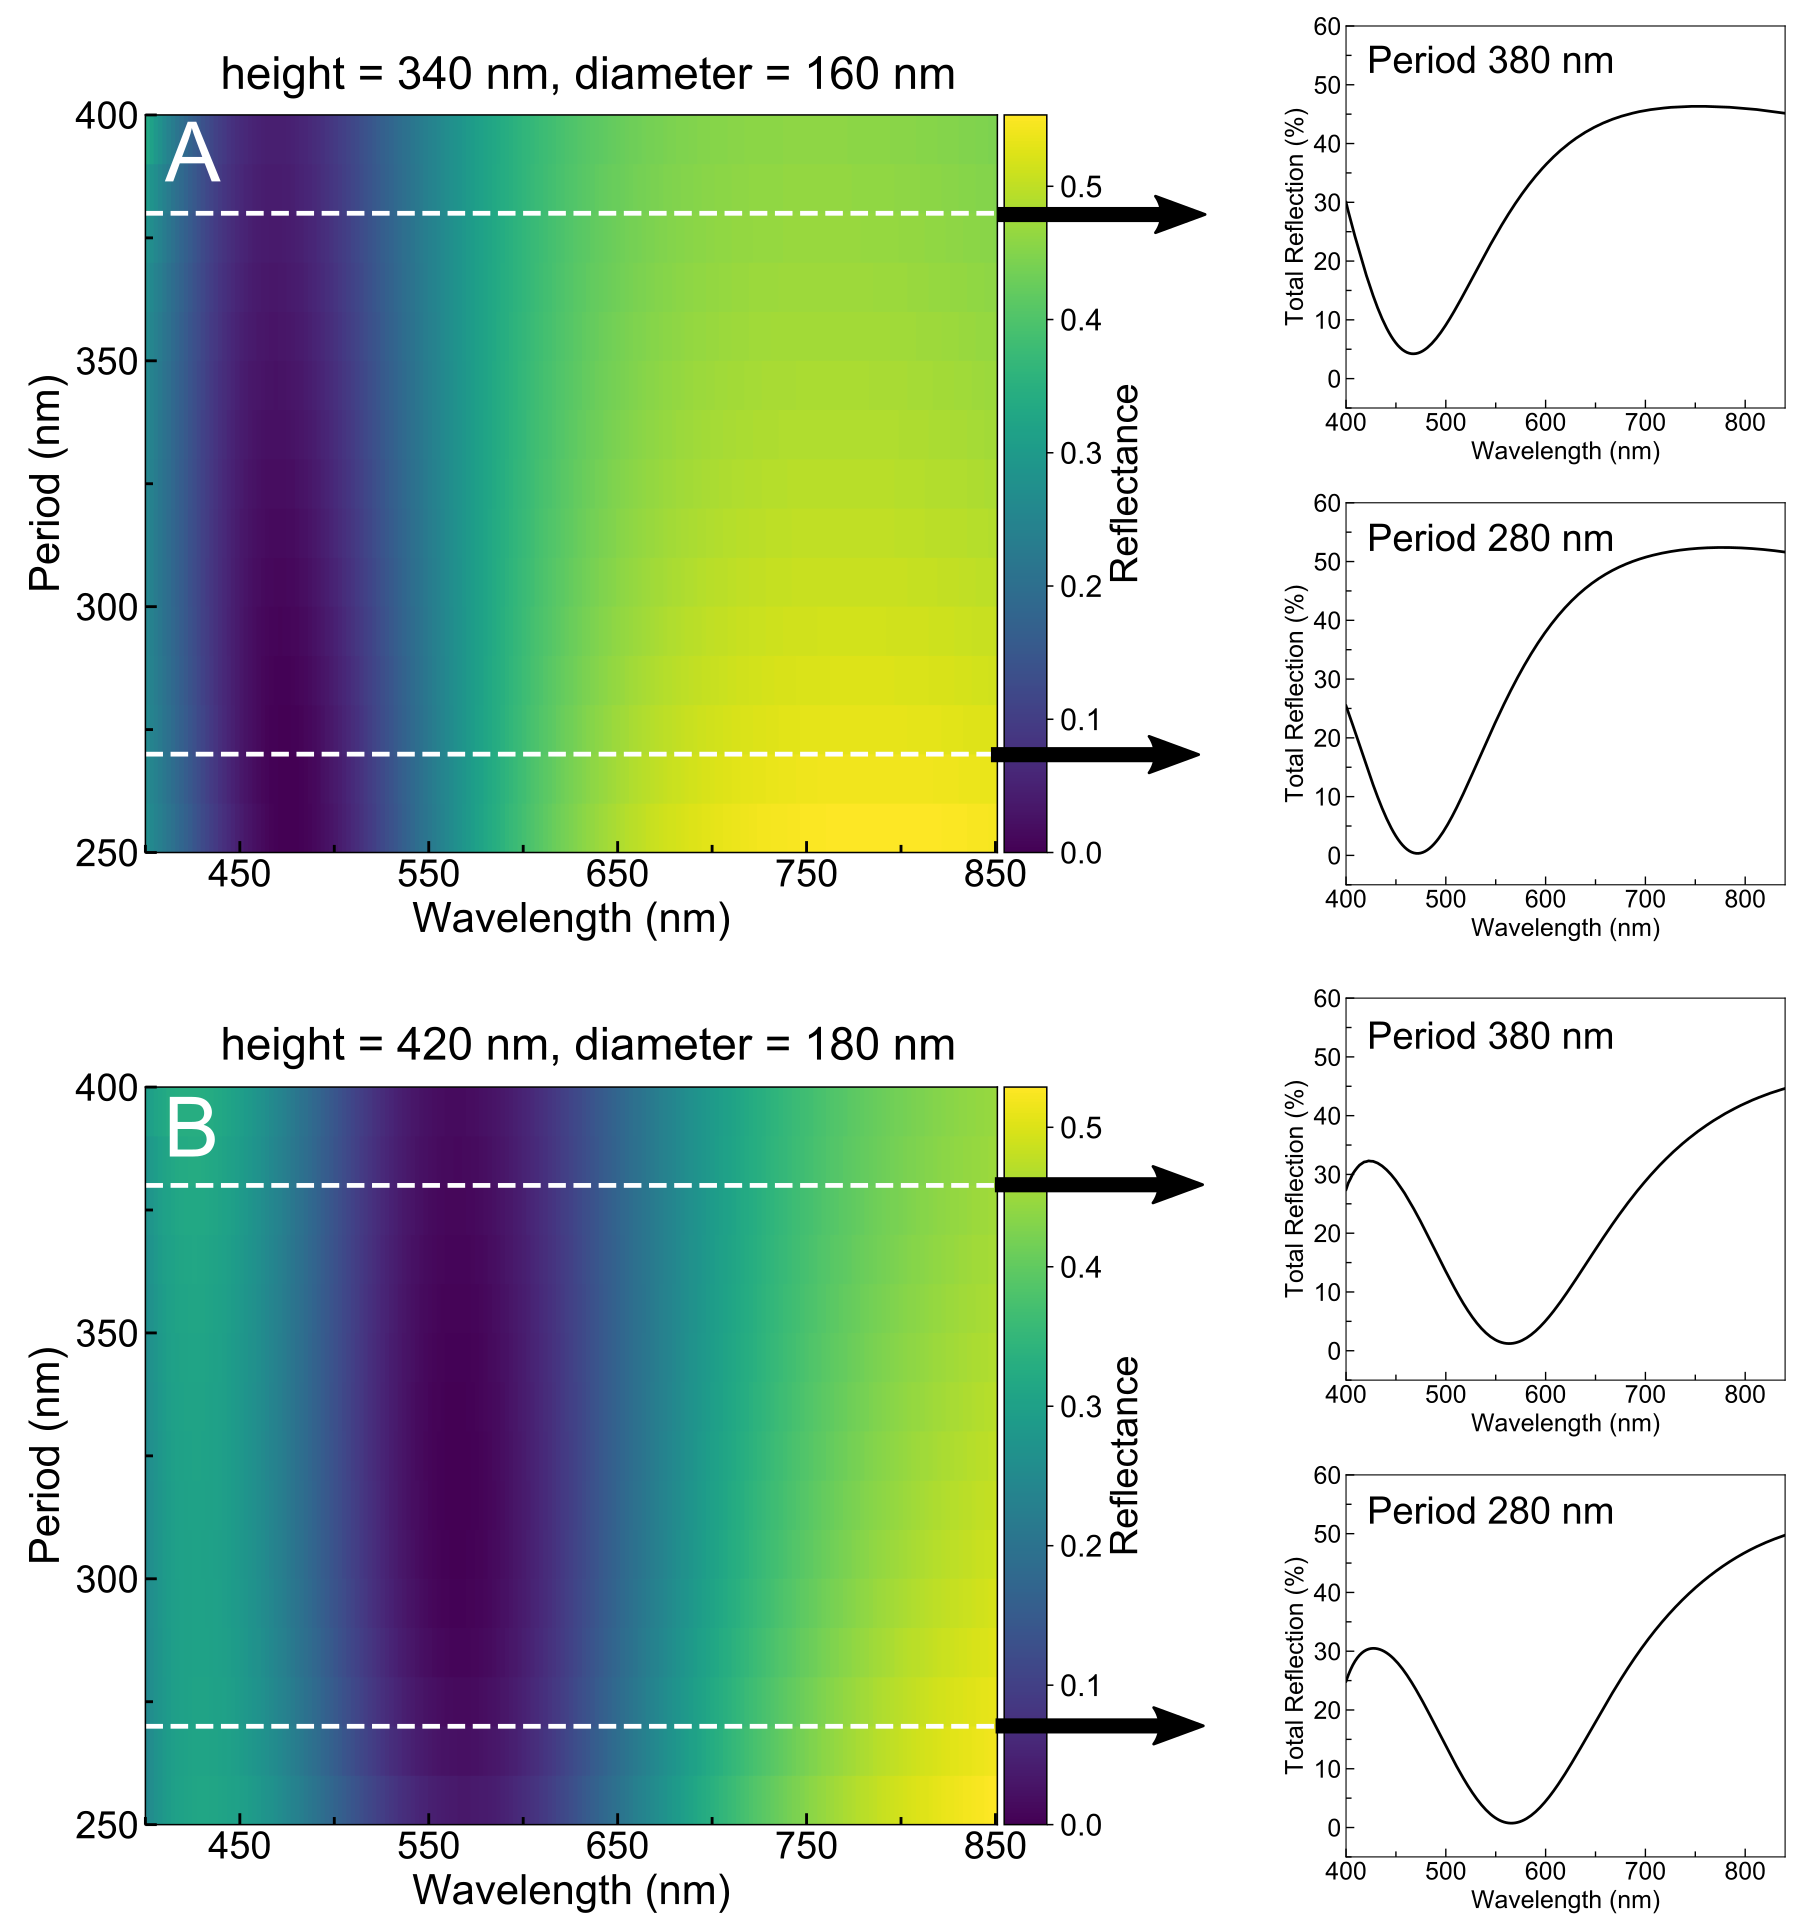 height = 340 nm, diameter = 160 nm
A
400
350
300
250
Period (nm)
450 550 650 750 850
Wavelength (nm)
0.5
0.4
0.3
0.2
0.1
0.0
Reflectance
Period 380 nm
60
50
40
30
20
10
0
Total Reflection (%)
400 500 600 700 800
Wavelength (nm)
Period 280 nm
60
50
40
30
20
10
0
Total Reflection (%)
400 500 600 700 800
Wavelength (nm)
height = 420 nm, diameter = 180 nm
B
400
350
300
250
Period (nm)
450 550 650 750 850
Wavelength (nm)
0.5
0.4
0.3
0.2
0.1
0.0
Reflectance
Period 380 nm
60
50
40
30
20
10
0
Total Reflection (%)
400 500 600 700 800
Wavelength (nm)
Period 280 nm
60
50
40
30
20
10
0
Total Reflection (%)
400 500 600 700 800
Wavelength (nm)